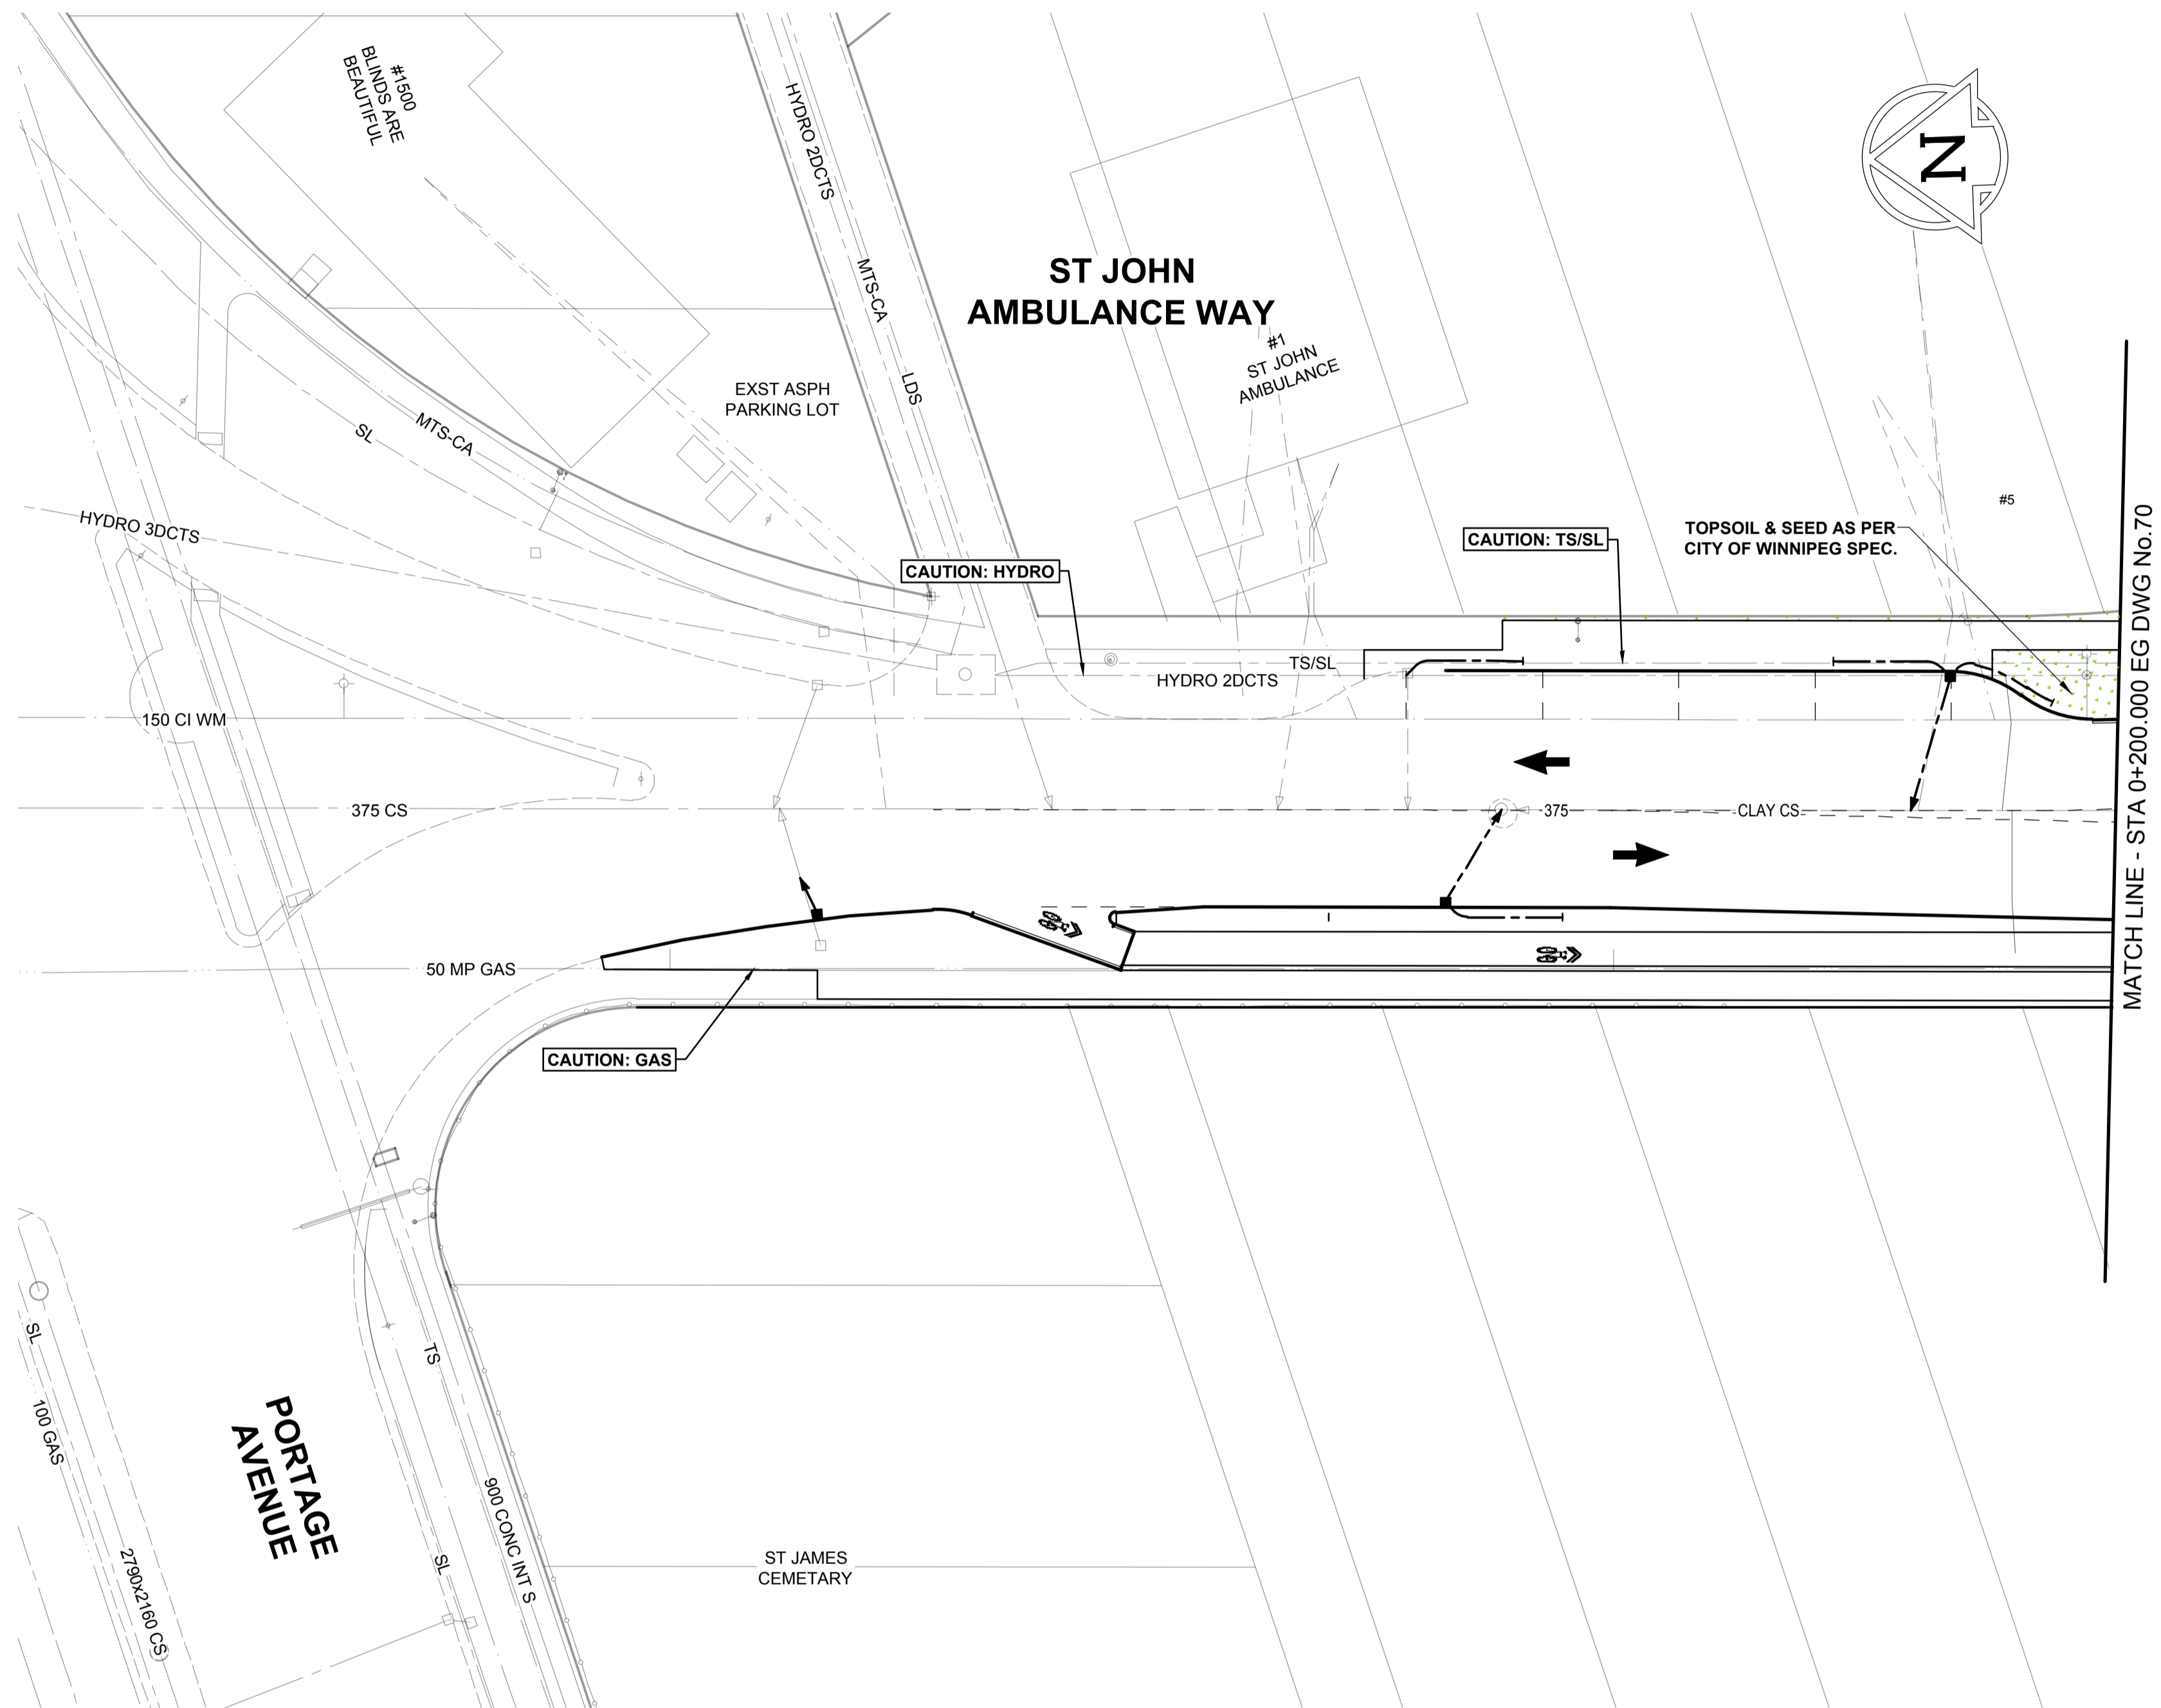 #1500
BLINDS ARE
BEAUTIFUL
HYDRO 2DCTS
N
MTS-CA
ST JOHN
AMBULANCE WAY
#1
ST JOHN
AMBULANCE
LDS
EXST ASPH
PARKING LOT
MTS-CA
SL
#5
HYDRO 3DCTS
CAUTION: TS/SL
TOPSOIL & SEED AS PER
CITY OF WINNIPEG SPEC.
CAUTION: HYDRO
TS/SL
HYDRO 2DCTS
150 CI WM
375 CS
375
CLAY CS
MATCH LINE - STA 0+200.000 EG DWG No.70
50 MP GAS
CAUTION: GAS
SL
TS
100 GAS
PORTAGE
AVENUE
900 CONC INT S
SL
2790x2160 CS
ST JAMES
CEMETARY